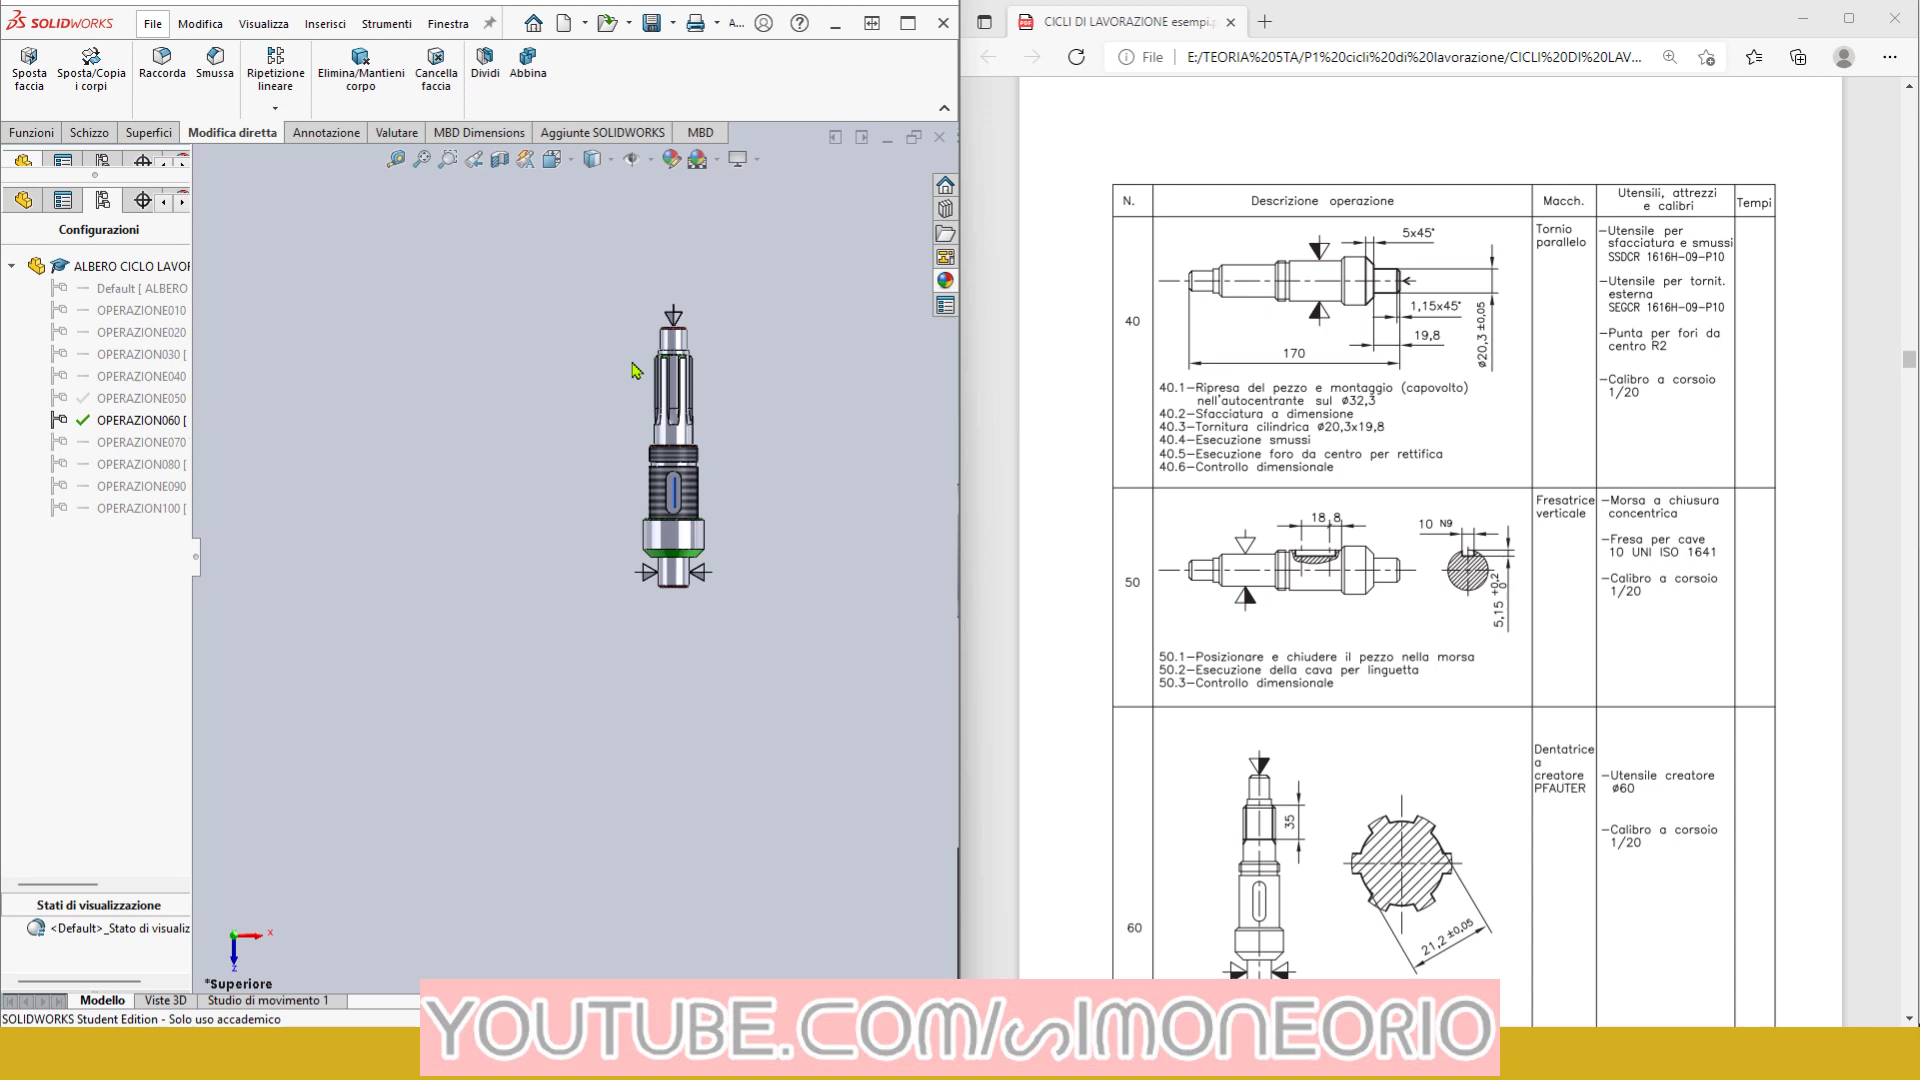 SOLIDWORKS File Modifica Visualizza Inserisci Strumenti Finestra A...
Sposta faccia
Sposta/Copia i corpi
Raccorda
Smussa
Ripetizione lineare
Elimina/Mantieni corpo
Cancella faccia
Dividi
Abbina
Funzioni Schizzo Superfici Modifica diretta Annotazione Valutare MBD Dimensions Aggiunte SOLIDWORKS MBD
Configurazioni
ALBERO CICLO LAVOR
Default [ ALBERO
OPERAZIONE010
OPERAZIONE020
OPERAZIONE030 [
OPERAZIONE040
OPERAZIONE050
OPERAZION060 [
OPERAZIONE070
OPERAZIONE080
OPERAZIONE090
OPERAZION100 [
Stati di visualizzazione
<Default>_Stato di visualiz
x
z
*Superiore
Modello Viste 3D Studio di movimento 1
SOLIDWORKS Student Edition - Solo uso accademico
CICLI DI LAVORAZIONE esempi.
File E:/TEORIA%205TA/P1%20cicli%20di%20lavorazione/CICLI%20DI%20LAV...
N. Descrizione operazione Macch. Utensili, attrezzi e calibri Tempi
40
5x45°
1,15x45°
19,8
170
ø20,3 ±0,05
40.1–Ripresa del pezzo e montaggio (capovolto)
nell'autocentrante sul ø32,3
40.2–Sfacciatura a dimensione
40.3–Tornitura cilindrica ø20,3x19,8
40.4–Esecuzione smussi
40.5–Esecuzione foro da centro per rettifica
40.6–Controllo dimensionale
Tornio
parallelo
–Utensile per
sfacciatura e smussi
SSDCR 1616H-09-P10
–Utensile per tornit.
esterna
SEGCR 1616H-09-P10
–Punta per fori da
centro R2
–Calibro a corsoio
1/20
50
18 8
10 N9
5,15 +0,2 0
50.1–Posizionare e chiudere il pezzo nella morsa
50.2–Esecuzione della cava per linguetta
50.3–Controllo dimensionale
Fresatrice
verticale
–Morsa a chiusura
concentrica
–Fresa per cave
10 UNI ISO 1641
–Calibro a corsoio
1/20
60
35
21,2 ±0,05
Dentatrice
a
creatore
PFAUTER
–Utensile creatore
ø60
–Calibro a corsoio
1/20
YOUTUBE.COM/SIMONEORIO